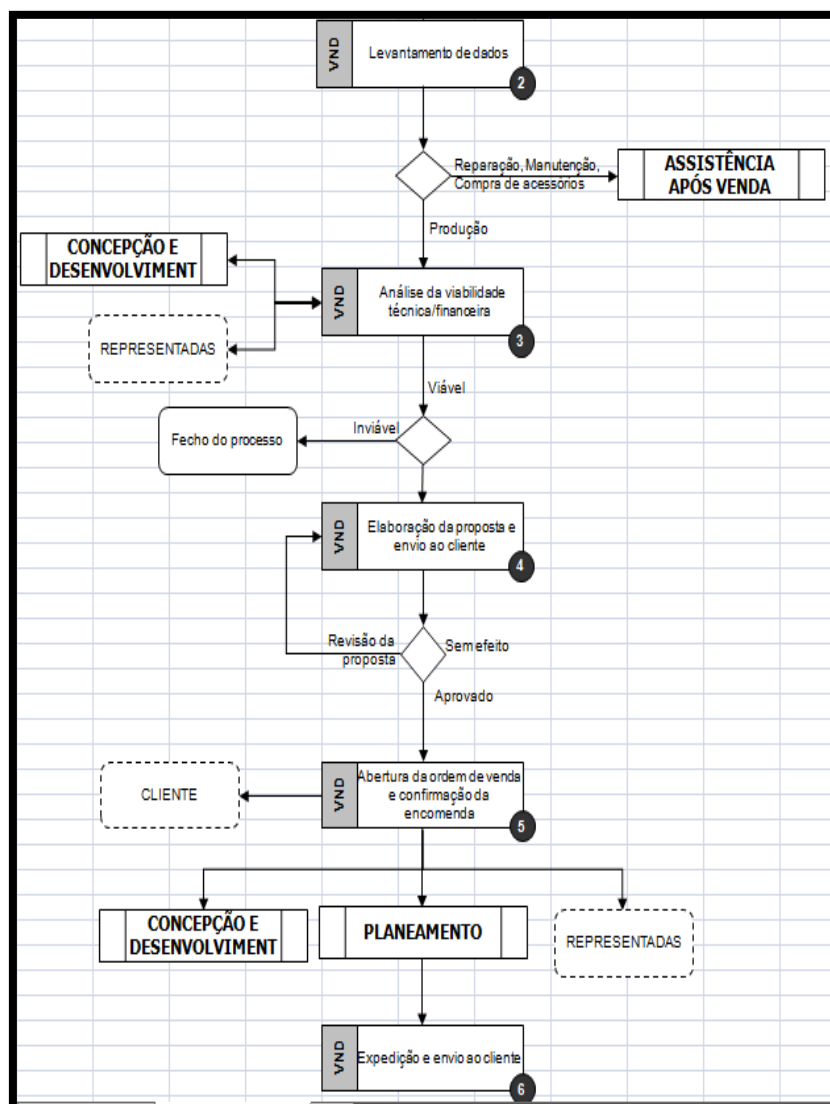 VND
Levantamento de dados
2
Reparação, Manutenção,
Compra de acessórios
ASSISTÊNCIA
APÓS VENDA
Produção
CONCEPÇÃO E
DESENVOLVIMENT
REPRESENTADAS
VND
Análise da viabilidade
técnica/financeira
3
Viável
Inviável
Fecho do processo
VND
Elaboração da proposta e
envio ao cliente
4
Revisão da
proposta
Sem efeito
Aprovado
CLIENTE
VND
Abertura da ordem de venda
e confirmação da
encomenda
5
CONCEPÇÃO E
DESENVOLVIMENT
PLANEAMENTO
REPRESENTADAS
VND
Expedição e envio ao cliente
6